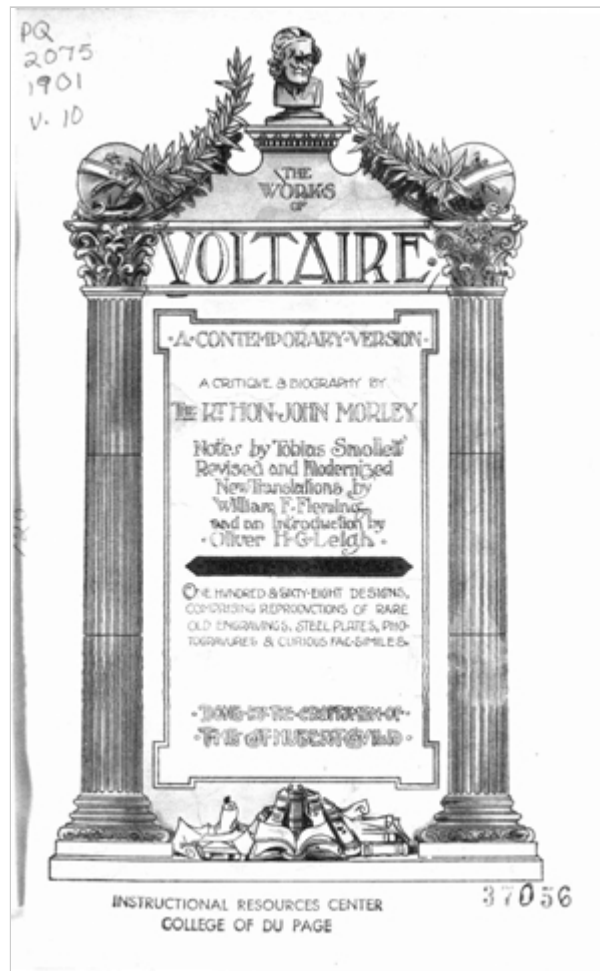 PQ
2075
1901
V. 10
THE
WORKS
OF
VOLTAIRE
·A·CONTEMPORARY·VERSION·
A CRITIQUE & BIOGRAPHY BY
THE RT. HON. JOHN MORLEY
Notes by Tobias Smollett
Revised and Modernized
New Translations by
William F. Fleming
and an Introduction by
·Oliver H·G·Leigh·
ONE HUNDRED & SIXTY-EIGHT DESIGNS,
COMPRISING REPRODUCTIONS OF RARE
OLD ENGRAVINGS, STEEL PLATES, PHO-
TOGRAVURES & CURIOUS FAC-SIMILES.
INSTRUCTIONAL RESOURCES CENTER
COLLEGE OF DU PAGE
37056